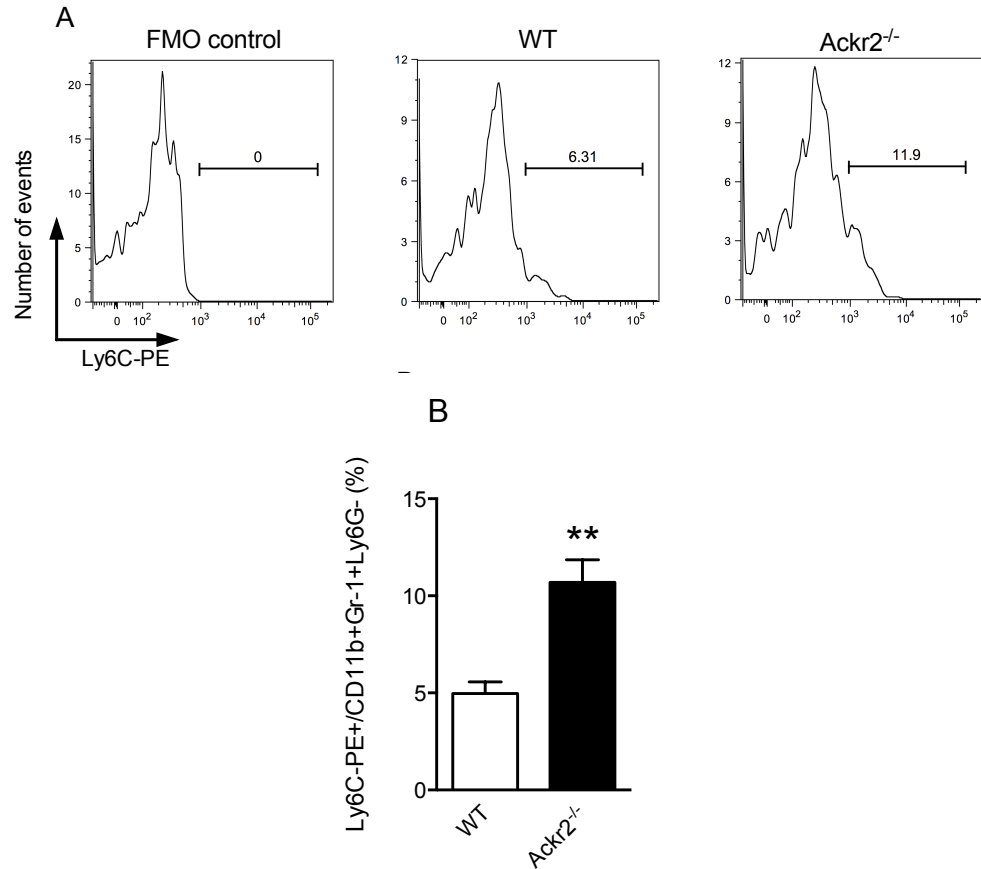 A
FMO control
WT
Ackr2-/-
Number of events
20
15
10
5
0
0
0 10² 10³ 10⁴ 10⁵
12
9
6
3
0
6.31
0 10² 10³ 10⁴ 10⁵
12
9
6
3
0
11.9
0 10² 10³ 10⁴ 10⁵
Ly6C-PE
B
Ly6C-PE+/CD11b+Gr-1+Ly6G- (%)
15
10
5
0
**
WT
Ackr2-/-